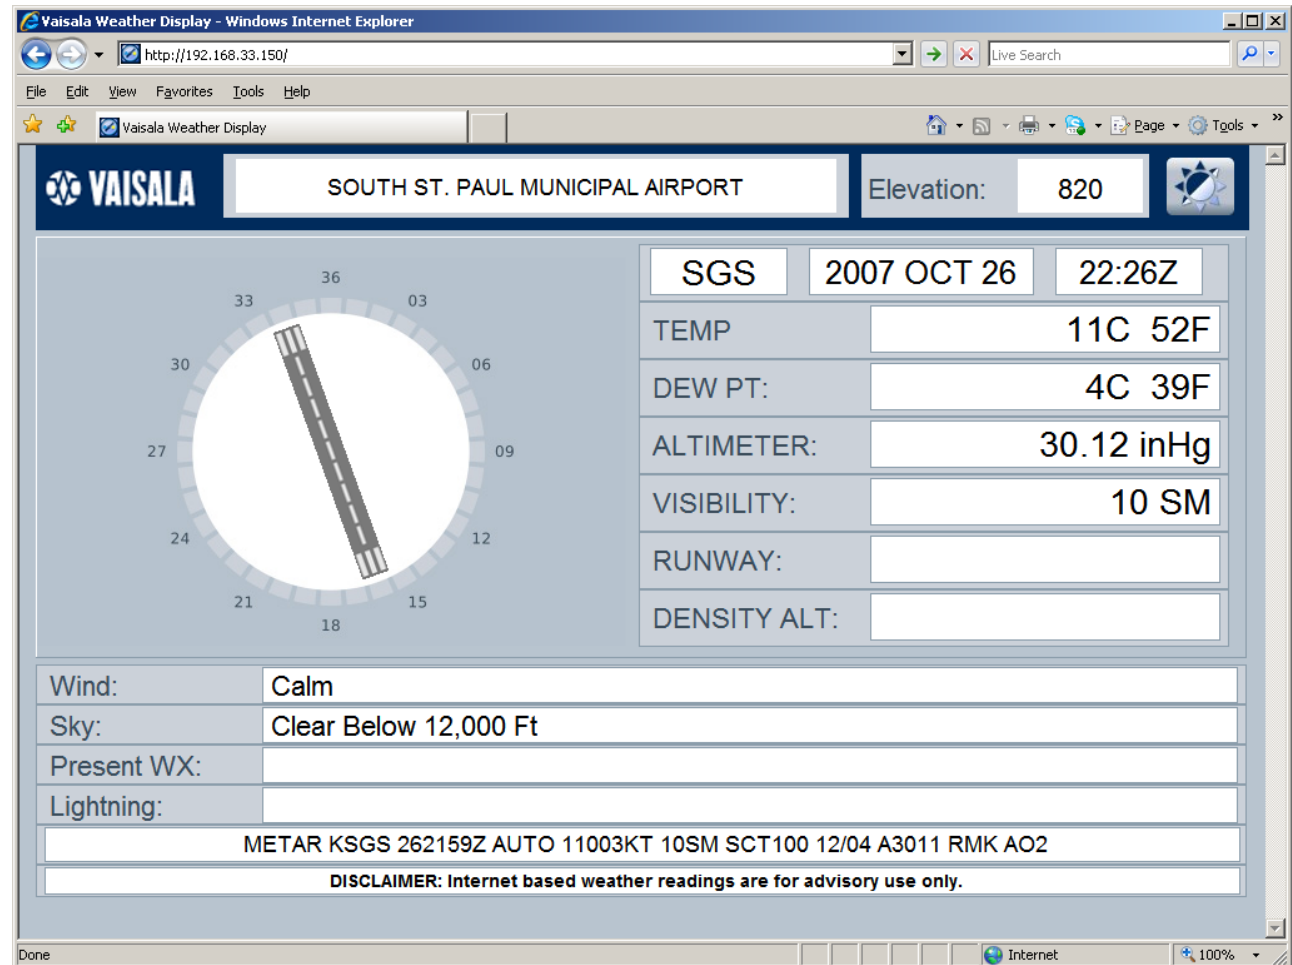 Vaisala Weather Display - Windows Internet Explorer
http://192.168.33.150/
Live Search
File Edit View Favorites Tools Help
Vaisala Weather Display
Page Tools
VAISALA
SOUTH ST. PAUL MUNICIPAL AIRPORT
Elevation: 820
SGS 2007 OCT 26 22:26Z
36
33 03
30 06
27 09
24 12
21 15
18
TEMP 11C 52F
DEW PT: 4C 39F
ALTIMETER: 30.12 inHg
VISIBILITY: 10 SM
RUNWAY:
DENSITY ALT:
Wind: Calm
Sky: Clear Below 12,000 Ft
Present WX:
Lightning:
METAR KSGS 262159Z AUTO 11003KT 10SM SCT100 12/04 A3011 RMK AO2
DISCLAIMER: Internet based weather readings are for advisory use only.
Done Internet 100%